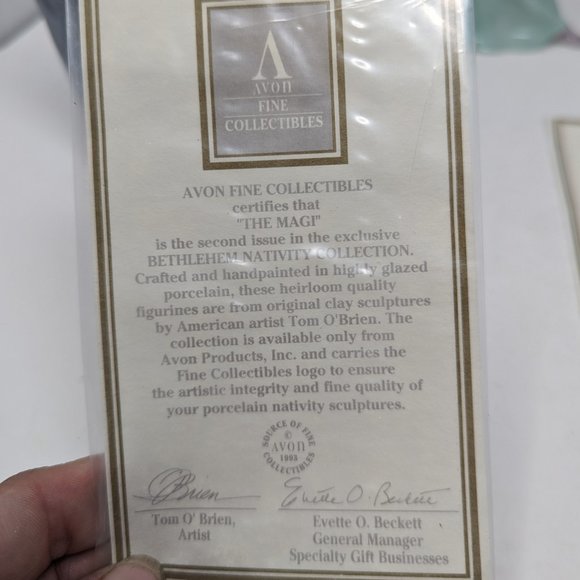 A
AVON
FINE
COLLECTIBLES
AVON FINE COLLECTIBLES
certifies that
"THE MAGI"
is the second issue in the exclusive
BETHLEHEM NATIVITY COLLECTION.
Crafted and handpainted in highly glazed
porcelain, these heirloom quality
figurines are from original clay sculptures
by American artist Tom O'Brien. The
collection is available only from
Avon Products, Inc. and carries the
Fine Collectibles logo to ensure
the artistic integrity and fine quality of
your porcelain nativity sculptures.
SOURCE OF FINE
©
AVON
1993
COLLECTIBLES
O'Brien Evette O. Beckett
Tom O' Brien, Evette O. Beckett
Artist General Manager
Specialty Gift Businesses